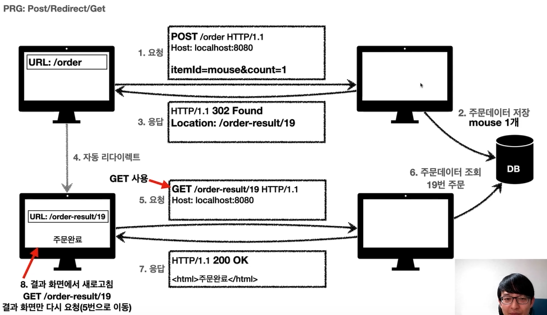 PRG: Post/Redirect/Get
URL: /order
1. 요청
POST /order HTTP/1.1
Host: localhost:8080
itemId=mouse&count=1
3. 응답
HTTP/1.1 302 Found
Location: /order-result/19
2. 주문데이터 저장
mouse 1개
DB
4. 자동 리다이렉트
GET 사용
5. 요청
GET /order-result/19 HTTP/1.1
Host: localhost:8080
6. 주문데이터 조회
19번 주문
URL: /order-result/19
주문완료
7. 응답
HTTP/1.1 200 OK
<html>주문완료</html>
8. 결과 화면에서 새로고침
GET /order-result/19
결과 화면만 다시 요청(5번으로 이동)